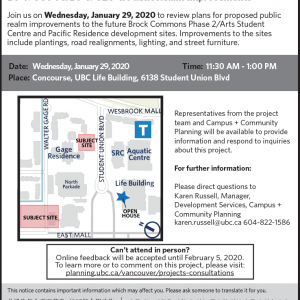 Join us on Wednesday, January 29, 2020 to review plans for proposed public
realm improvements to the future Brock Commons Phase 2/Arts Student
Centre and Pacific Residence development sites. Improvements to the site
include plantings, road realignments, lighting, and street furniture.
Date: Wednesday, January 29, 2020 Time: 11:30 AM - 1:00 PM
Place: Concourse, UBC Life Building, 6138 Student Union Blvd
WESBROOK MALL
WALTER GAGE RD
STUDENT UNION BLVD
T
SUBJECT
SITE
Gage
Residence
SRC
Aquatic
Centre
North
Parkade
Life Building
OPEN
HOUSE
SUBJECT SITE
EAST MALL
Representatives from the project
team and Campus + Community
Planning will be available to provide
information and respond to inquiries
about this project.
For further information:
Please direct questions to
Karen Russell, Manager,
Development Services, Campus +
Community Planning
karen.russell@ubc.ca 604-822-1586
Can't attend in person?
Online feedback will be accepted until February 5, 2020.
To learn more or to comment on this project, please visit:
planning.ubc.ca/vancouver/projects-consultations
This notice contains important information which may affect you. Please ask someone to translate it for you.